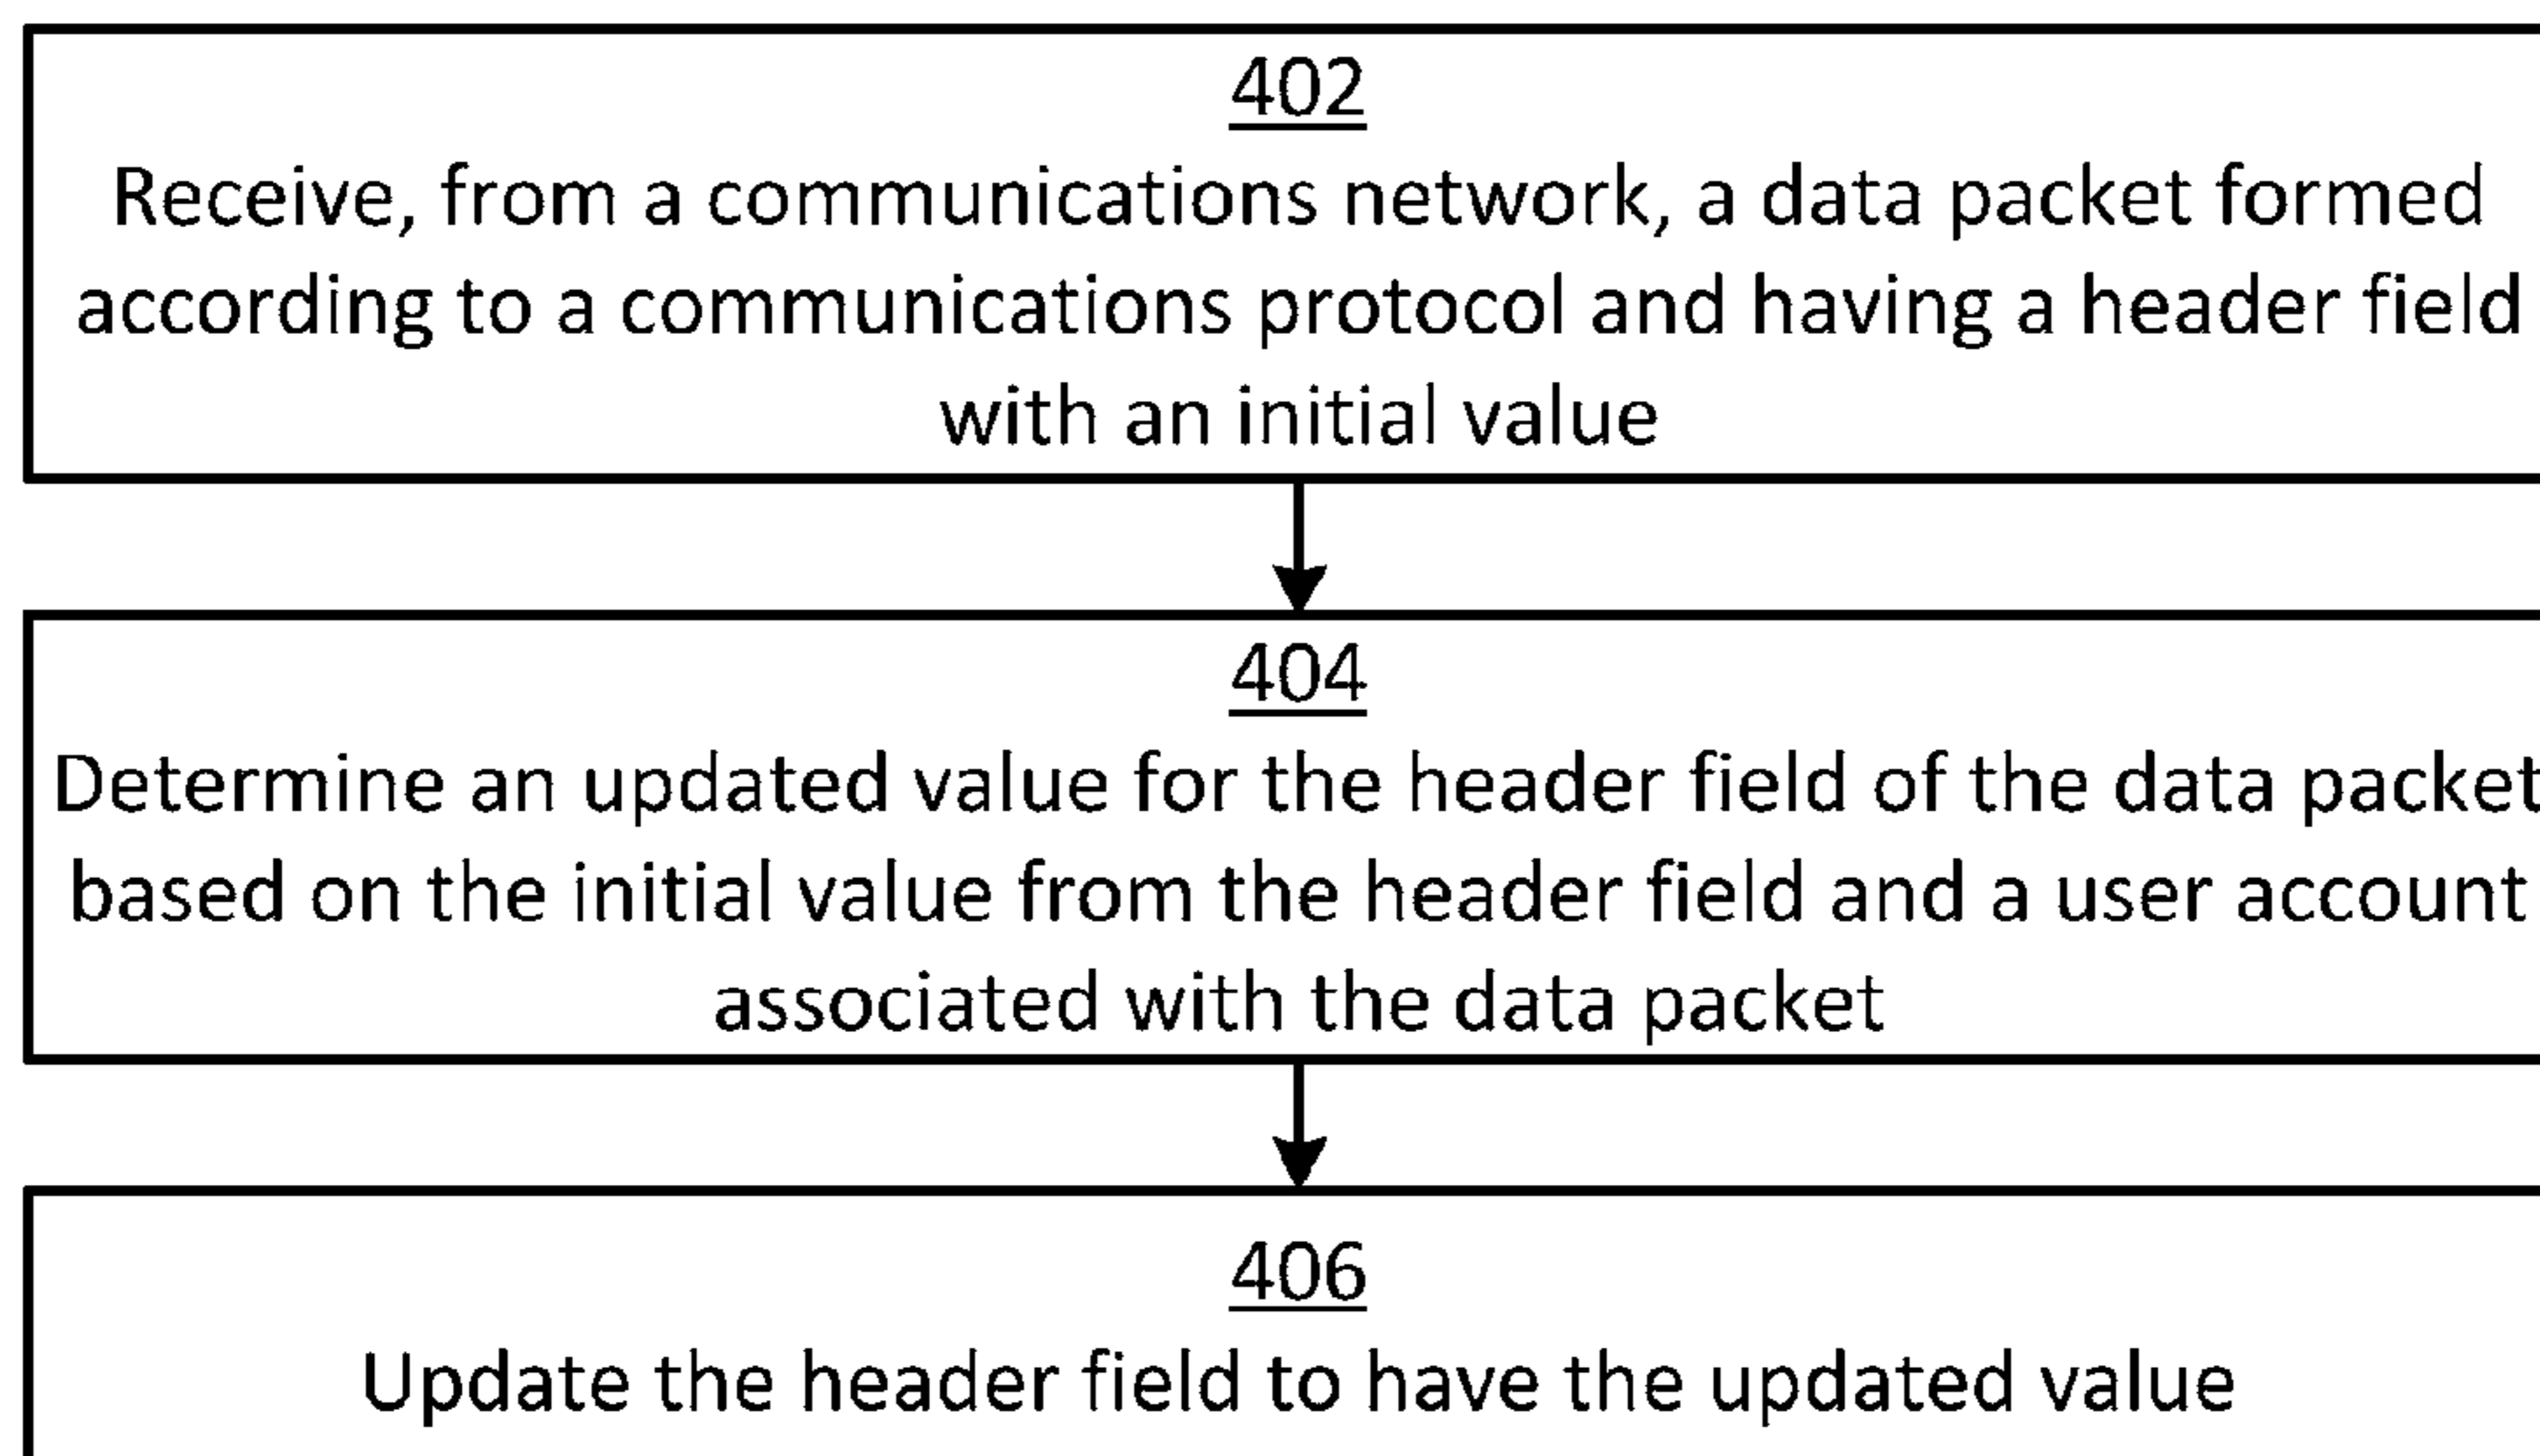 402
Receive, from a communications network, a data packet formed
according to a communications protocol and having a header field
with an initial value
404
Determine an updated value for the header field of the data packet
based on the initial value from the header field and a user account
associated with the data packet
406
Update the header field to have the updated value